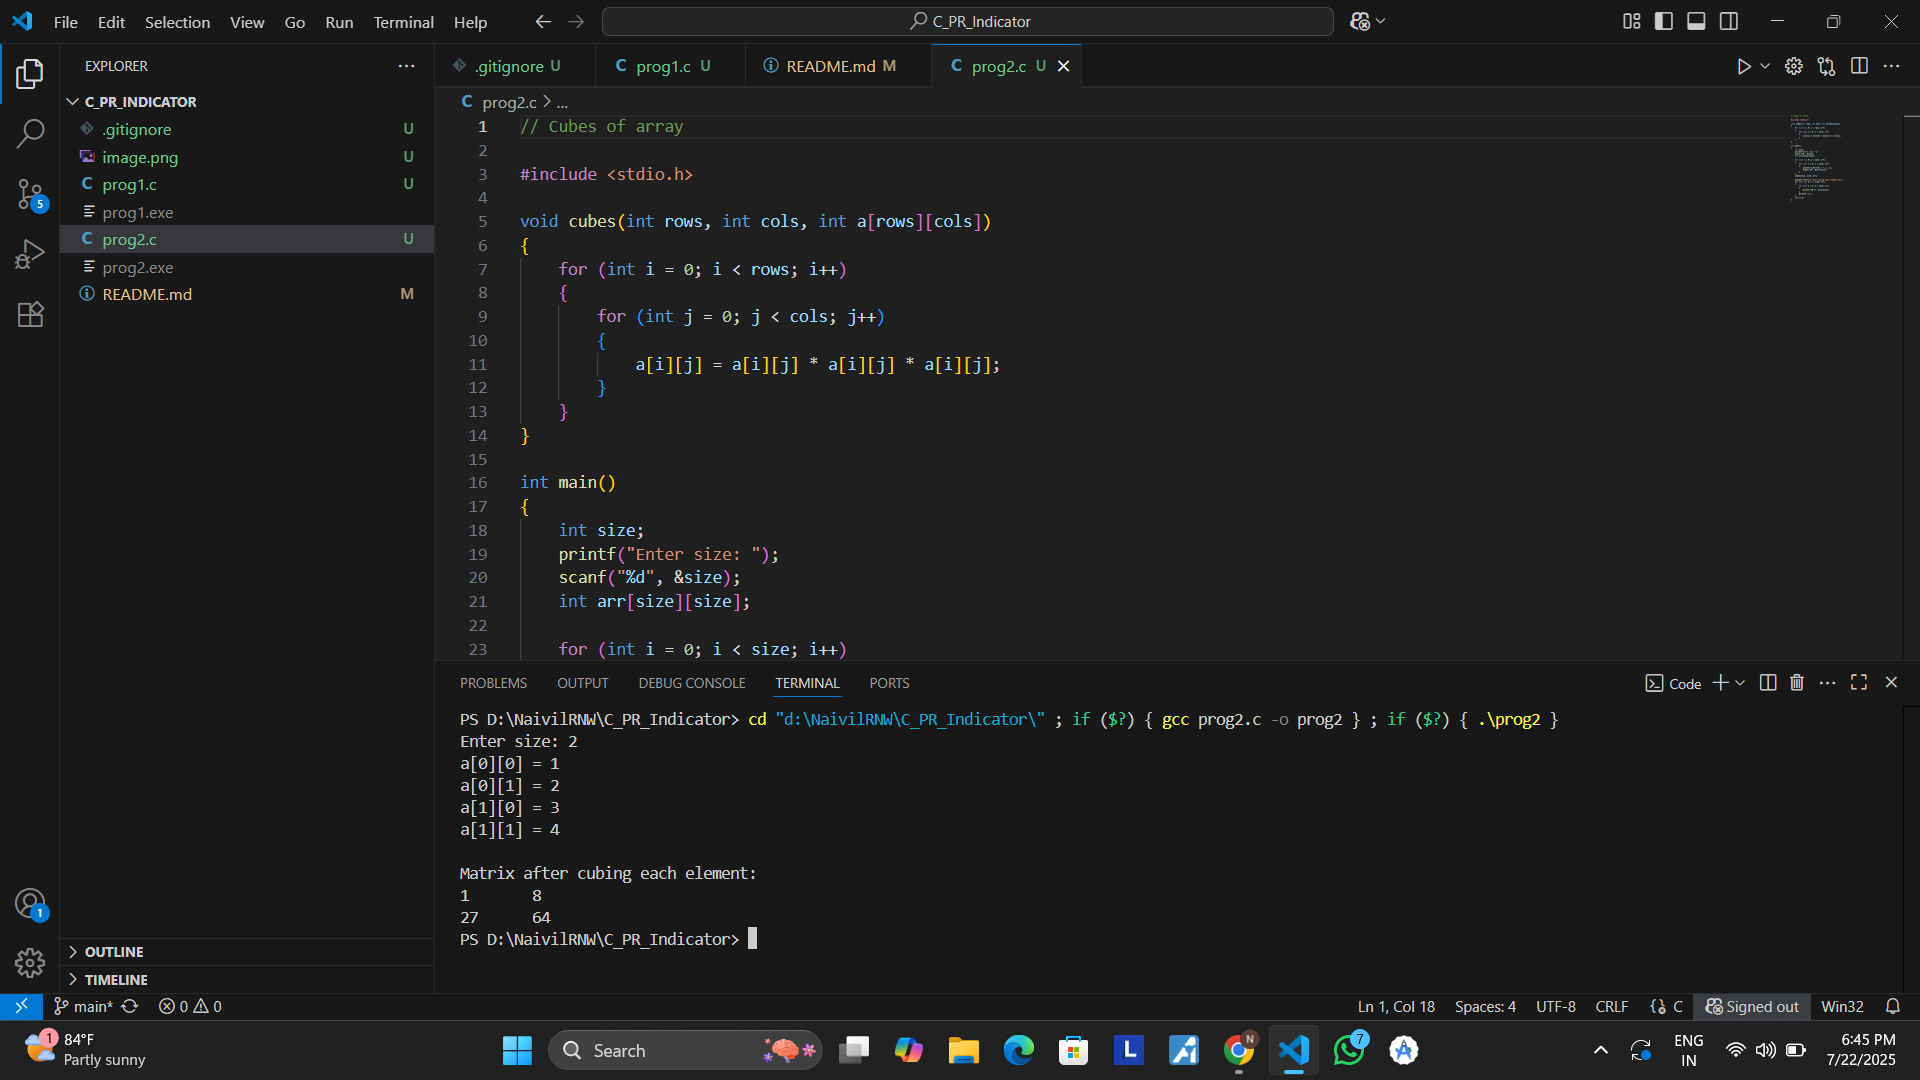 File Edit Selection View Go Run Terminal Help
C_PR_Indicator
EXPLORER
C_PR_INDICATOR
.gitignore U
image.png U
prog1.c U
prog1.exe
prog2.c U
prog2.exe
README.md M
OUTLINE
TIMELINE
5
1
.gitignore U
prog1.c U
README.md M
prog2.c U
prog2.c > ...
1 // Cubes of array
2
3 #include <stdio.h>
4
5 void cubes(int rows, int cols, int a[rows][cols])
6 {
7 for (int i = 0; i < rows; i++)
8 {
9 for (int j = 0; j < cols; j++)
10 {
11 a[i][j] = a[i][j] * a[i][j] * a[i][j];
12 }
13 }
14 }
15
16 int main()
17 {
18 int size;
19 printf("Enter size: ");
20 scanf("%d", &size);
21 int arr[size][size];
22
23 for (int i = 0; i < size; i++)
PROBLEMS OUTPUT DEBUG CONSOLE TERMINAL PORTS
Code
PS D:\NaivilRNW\C_PR_Indicator> cd "d:\NaivilRNW\C_PR_Indicator\" ; if ($?) { gcc prog2.c -o prog2 } ; if ($?) { .\prog2 }
Enter size: 2
a[0][0] = 1
a[0][1] = 2
a[1][0] = 3
a[1][1] = 4
Matrix after cubing each element:
1 8
27 64
PS D:\NaivilRNW\C_PR_Indicator>
main* 0 0
Ln 1, Col 18 Spaces: 4 UTF-8 CRLF {} C Signed out Win32
1
84°F
Partly sunny
Search
L
N
7
ENG
IN
6:45 PM
7/22/2025